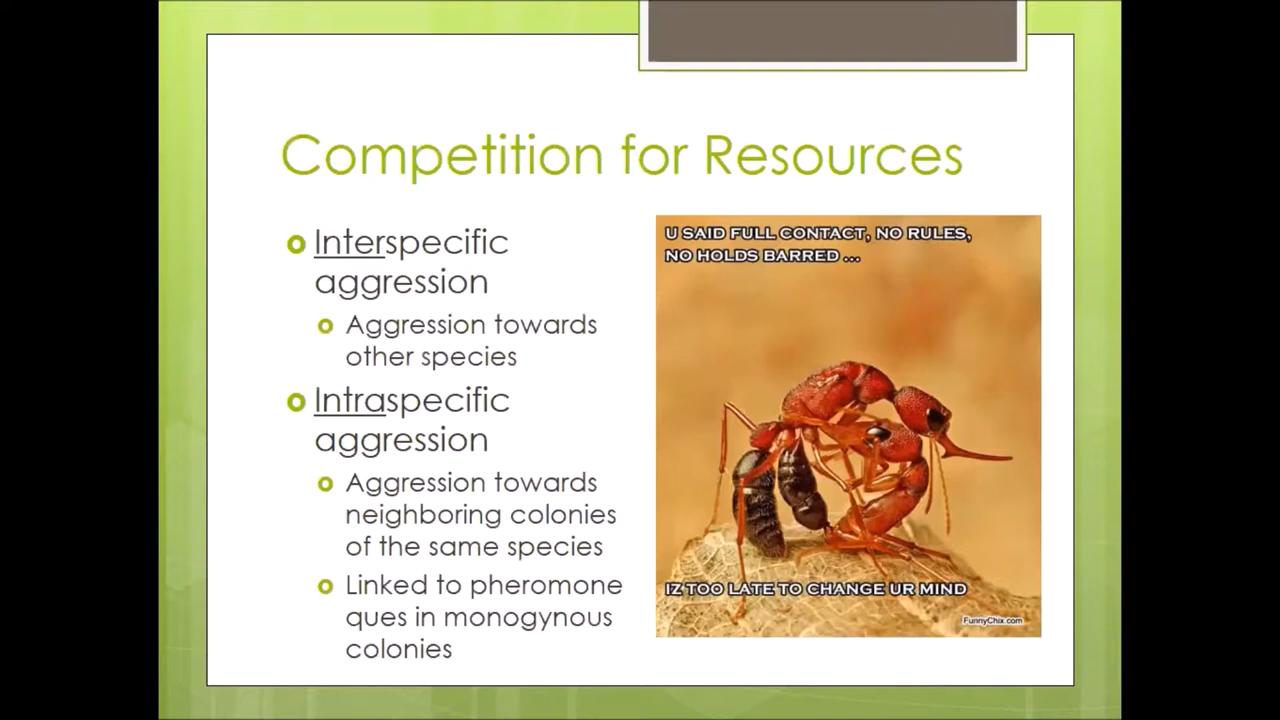 Competition for Resources
Interspecific
aggression
Aggression towards
other species
Intraspecific
aggression
Aggression towards
neighboring colonies
of the same species
Linked to pheromone
ques in monogynous
colonies
U SAID FULL CONTACT, NO RULES,
NO HOLDS BARRED ...
IZ TOO LATE TO CHANGE UR MIND
FunnyChix.com